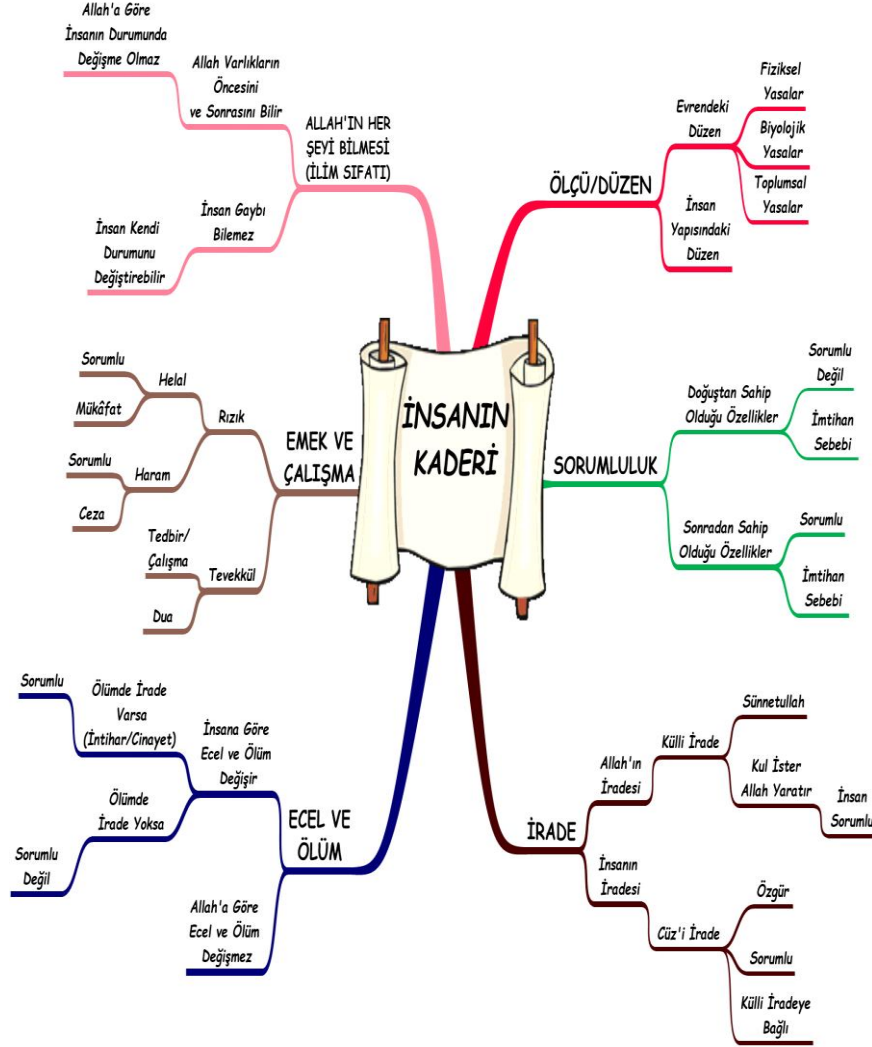 İNSANIN
KADERİ
ALLAH'IN HER
ŞEYİ BİLMESİ
(İLİM SIFATI)
Allah Varlıkların
Öncesini
ve Sonrasını Bilir
Allah'a Göre
İnsanın Durumunda
Değişme Olmaz
İnsan Gaybı
Bilemez
İnsan Kendi
Durumunu
Değiştirebilir
ÖLÇÜ/DÜZEN
Evrendeki
Düzen
Fiziksel
Yasalar
Biyolojik
Yasalar
Toplumsal
Yasalar
İnsan
Yapısındaki
Düzen
EMEK VE
ÇALIŞMA
Rızık
Helal
Sorumlu
Mükâfat
Haram
Sorumlu
Ceza
Tevekkül
Tedbir/
Çalışma
Dua
SORUMLULUK
Doğuştan Sahip
Olduğu Özellikler
Sorumlu
Değil
İmtihan
Sebebi
Sonradan Sahip
Olduğu Özellikler
Sorumlu
İmtihan
Sebebi
ECEL VE
ÖLÜM
İnsana Göre
Ecel ve Ölüm
Değişir
Ölümde İrade
Varsa
(İntihar/Cinayet)
Sorumlu
Ölümde
İrade Yoksa
Sorumlu
Değil
Allah'a Göre
Ecel ve Ölüm
Değişmez
İRADE
Allah'ın
İradesi
Külli İrade
Sünnetullah
Kul İster
Allah Yaratır
İnsan
Sorumlu
İnsanın
İradesi
Cüz'i İrade
Özgür
Sorumlu
Külli İradeye
Bağlı